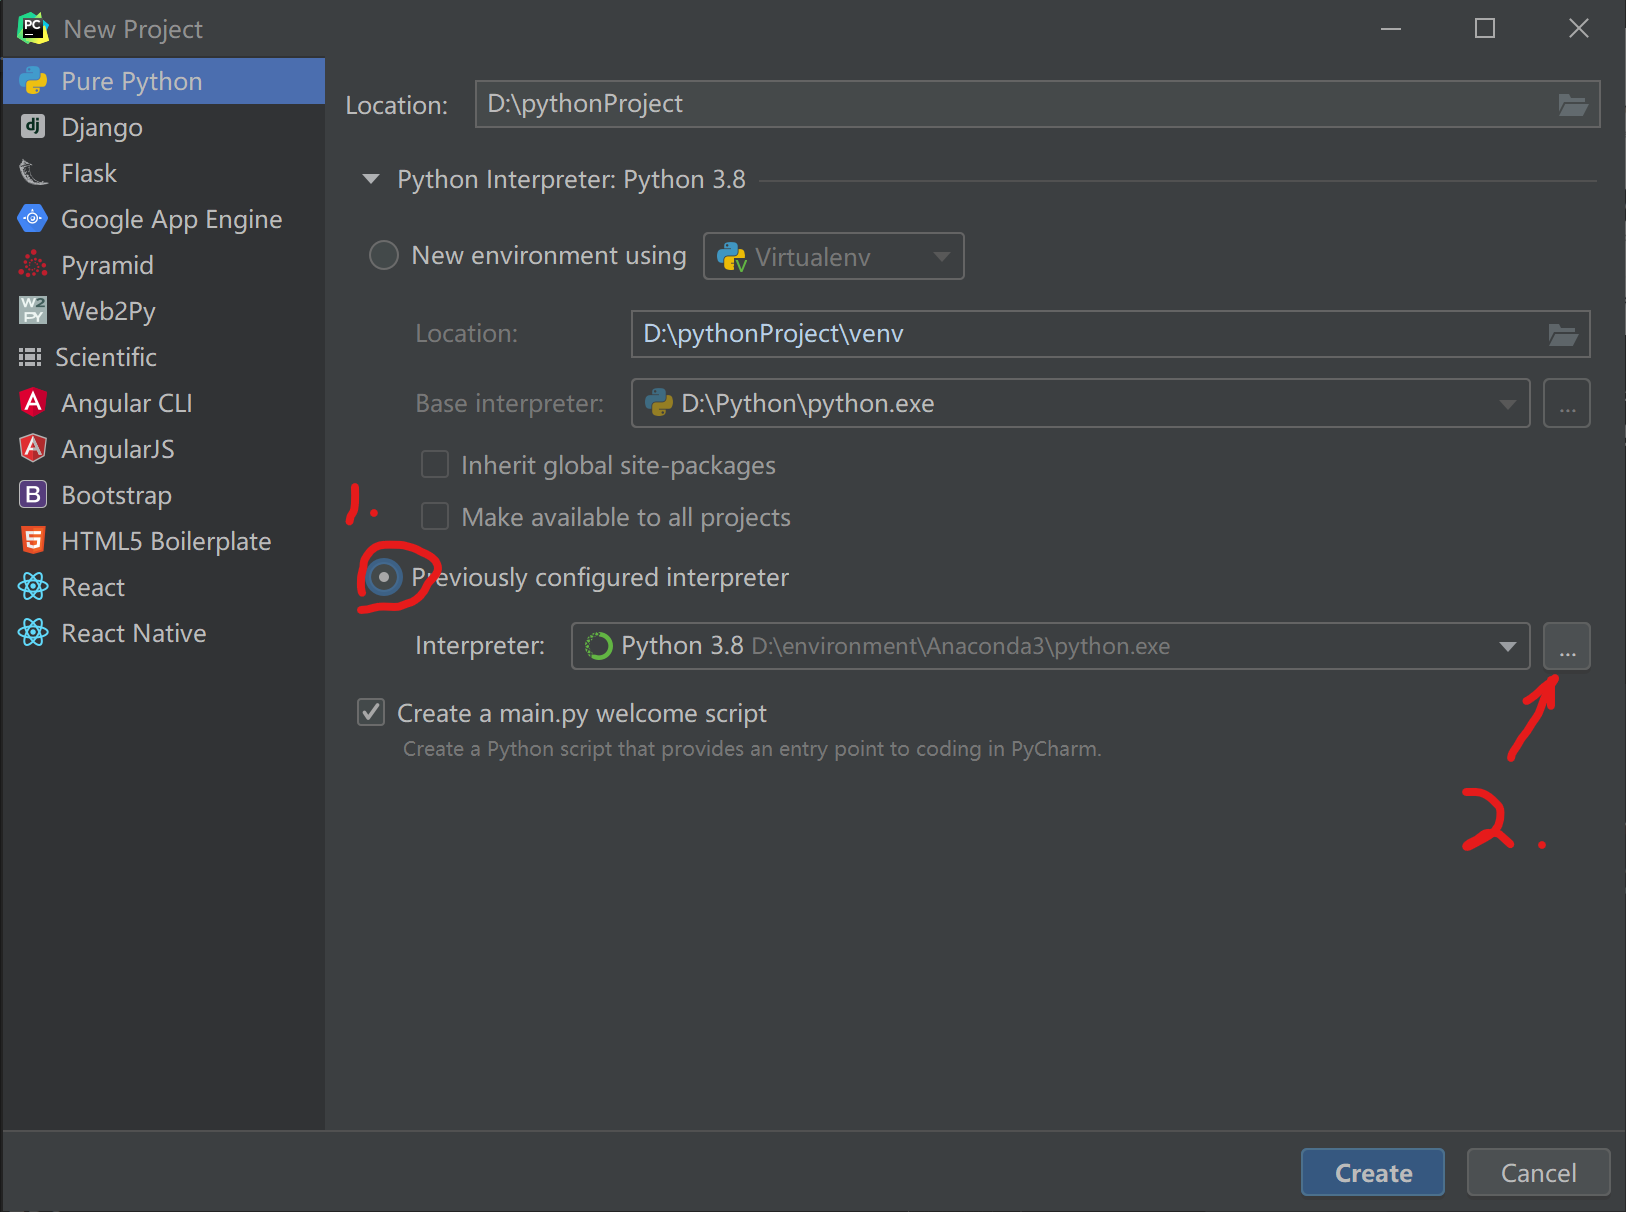 PC New Project
Pure Python
dj Django
Flask
Google App Engine
Pyramid
W2PY Web2Py
Scientific
A Angular CLI
A AngularJS
B Bootstrap
5 HTML5 Boilerplate
React
React Native
Location: D:\pythonProject
Python Interpreter: Python 3.8
New environment using V Virtualenv
Location: D:\pythonProject\venv
Base interpreter: D:\Python\python.exe ...
Inherit global site-packages
1.
Make available to all projects
Previously configured interpreter
Interpreter: Python 3.8 D:\environment\Anaconda3\python.exe ...
Create a main.py welcome script
Create a Python script that provides an entry point to coding in PyCharm.
2.
Create Cancel